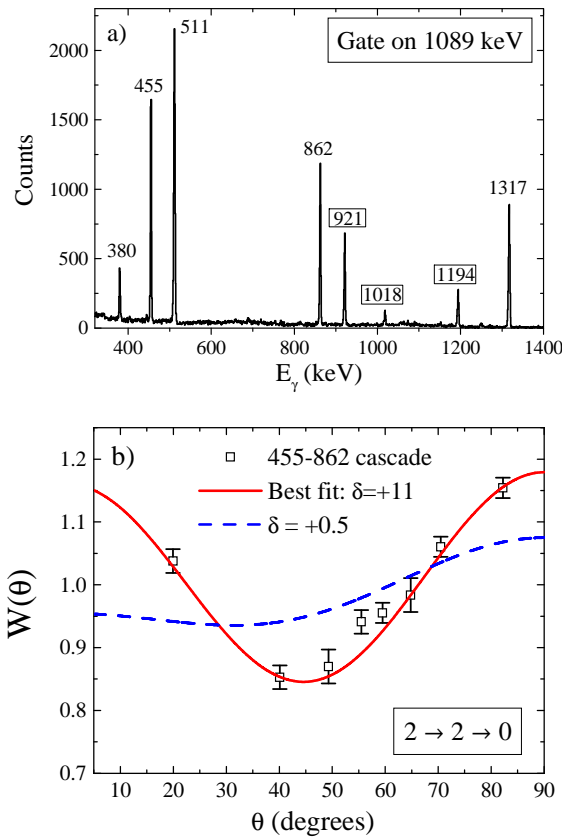 a)
Gate on 1089 keV
511
455
862
1317
921
380
1194
1018
2000
1500
1000
500
0
Counts
400 600 800 1000 1200 1400
E_γ (keV)
b)
455-862 cascade
Best fit: δ=+11
δ = +0.5
1.2
1.1
1.0
0.9
0.8
0.7
W(θ)
2 → 2 → 0
10 20 30 40 50 60 70 80 90
θ (degrees)